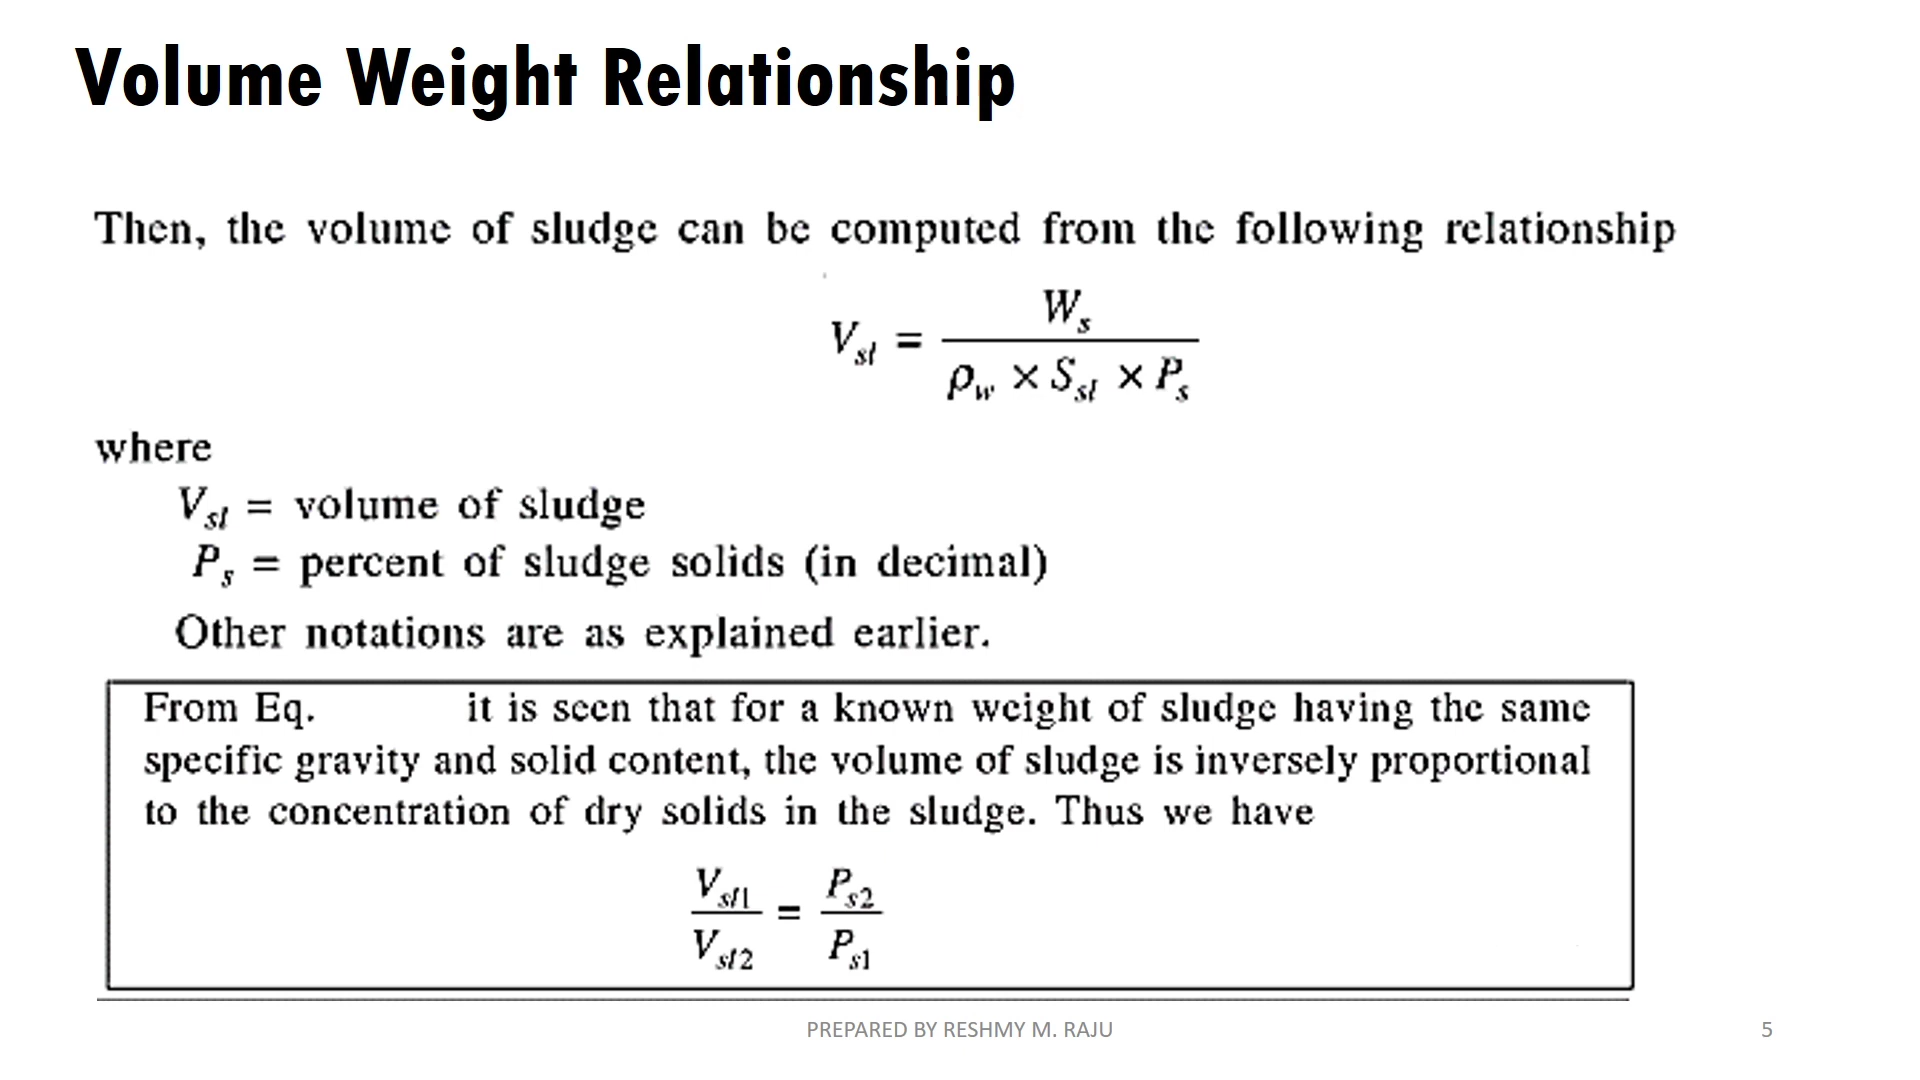 Volume Weight Relationship
Then, the volume of sludge can be computed from the following relationship
V_sl = W_s / (ρ_w × S_sl × P_s)
where
V_sl = volume of sludge
P_s = percent of sludge solids (in decimal)
Other notations are as explained earlier.
From Eq. it is seen that for a known weight of sludge having the same
specific gravity and solid content, the volume of sludge is inversely proportional
to the concentration of dry solids in the sludge. Thus we have
V_sl1 / V_sl2 = P_s2 / P_s1
PREPARED BY RESHMY M. RAJU 5